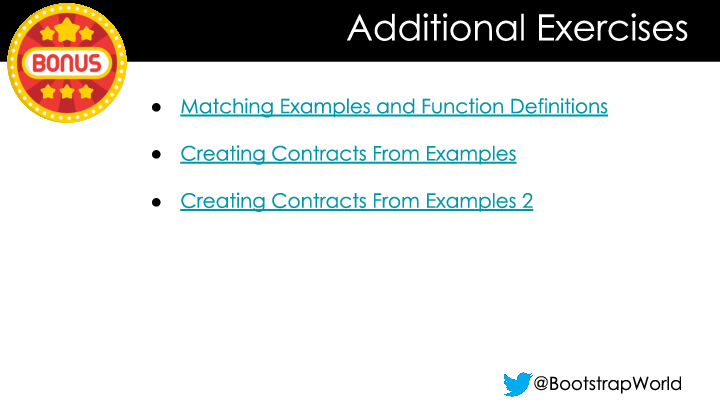 Additional Exercises
BONUS
● Matching Examples and Function Definitions
● Creating Contracts From Examples
● Creating Contracts From Examples 2
@BootstrapWorld